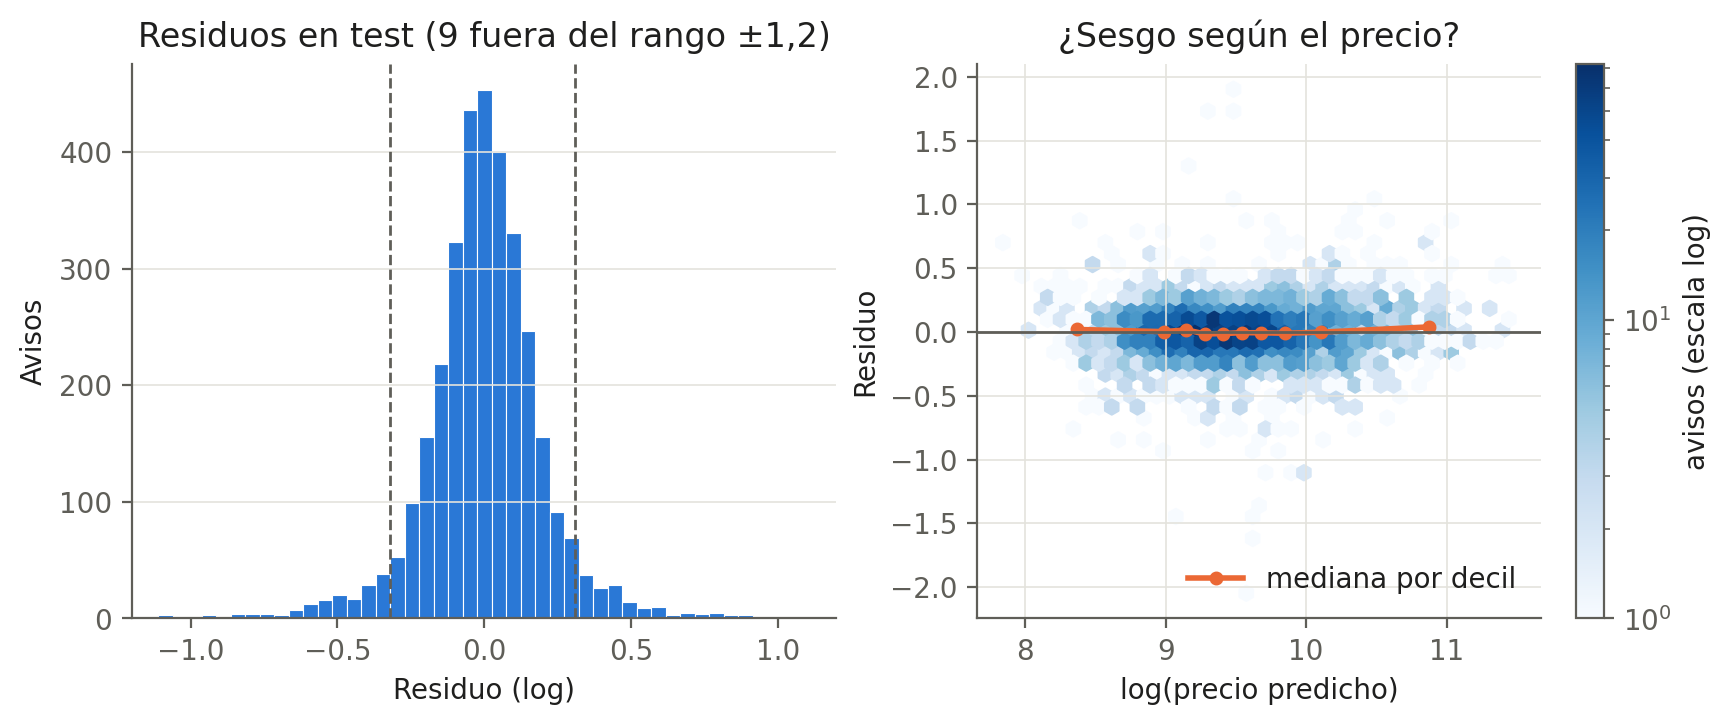 Residuos en test (9 fuera del rango ±1,2)
Avisos
400
300
200
100
0
−1.0 −0.5 0.0 0.5 1.0
Residuo (log)
¿Sesgo según el precio?
Residuo
2.0
1.5
1.0
0.5
0.0
−0.5
−1.0
−1.5
−2.0
mediana por decil
8 9 10 11
log(precio predicho)
10¹
10⁰
avisos (escala log)